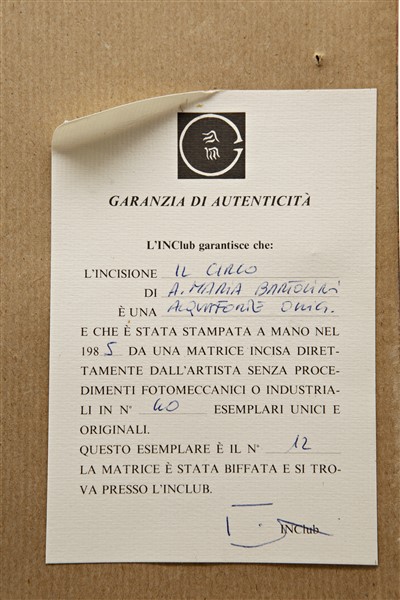 GARANZIA DI AUTENTICITÀ
L'INClub garantisce che:
L'INCISIONE IL CIRCO
DI A. MARIA BARTOLINI
È UNA ACQUAFORTE ORIG.
E CHE È STATA STAMPATA A MANO NEL
1985 DA UNA MATRICE INCISA DIRET-
TAMENTE DALL'ARTISTA SENZA PROCE-
DIMENTI FOTOMECCANICI O INDUSTRIA-
LI IN N° 40 ESEMPLARI UNICI E
ORIGINALI.
QUESTO ESEMPLARE È IL N° 12
LA MATRICE È STATA BIFFATA E SI TRO-
VA PRESSO L'INCLUB.
INClub